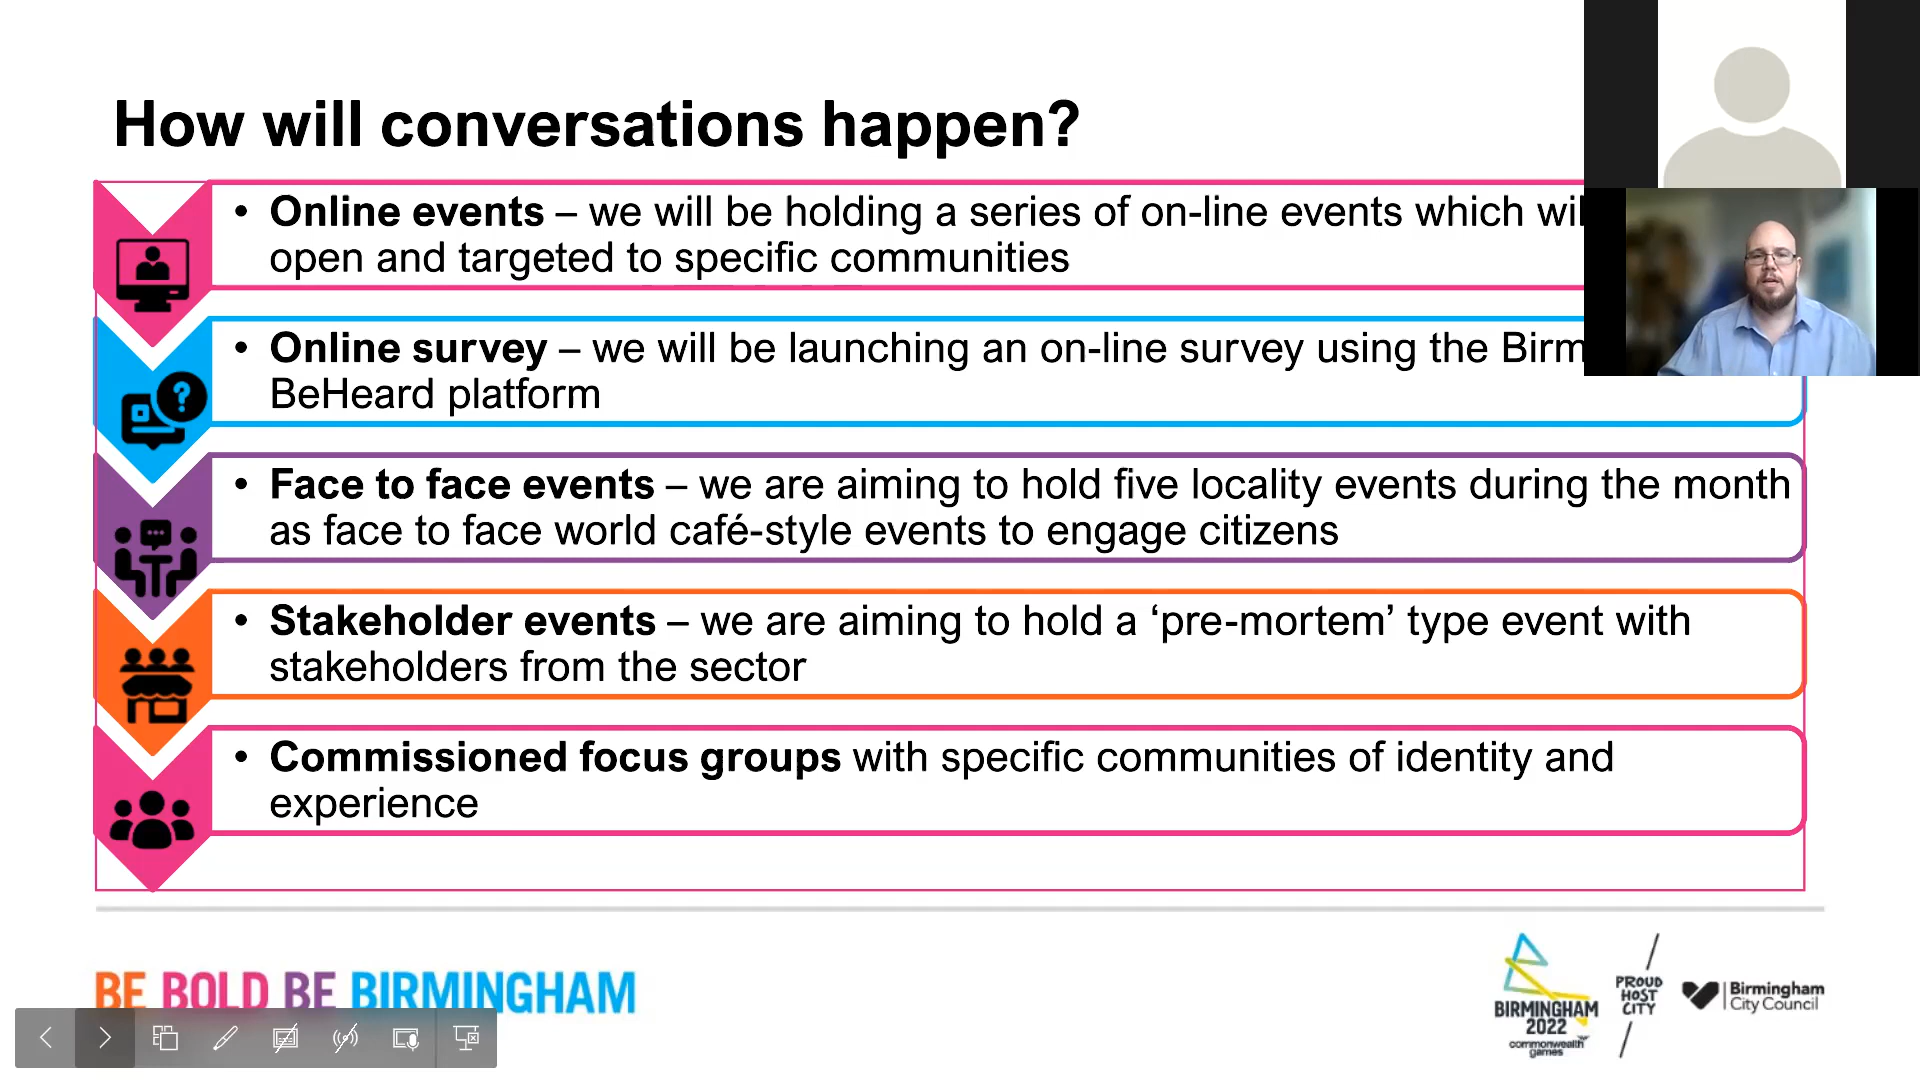 How will conversations happen?
• Online events – we will be holding a series of on-line events which
open and targeted to specific communities
• Online survey – we will be launching an on-line survey using the
BeHeard platform
• Face to face events – we are aiming to hold five locality events during the month
as face to face world café-style events to engage citizens
• Stakeholder events – we are aiming to hold a ‘pre-mortem’ type event with
stakeholders from the sector
• Commissioned focus groups with specific communities of identity and
experience
BE BOLD BE BIRMINGHAM
BIRMINGHAM
2022
commonwealth
games
PROUD
HOST
CITY
Birmingham
City Council